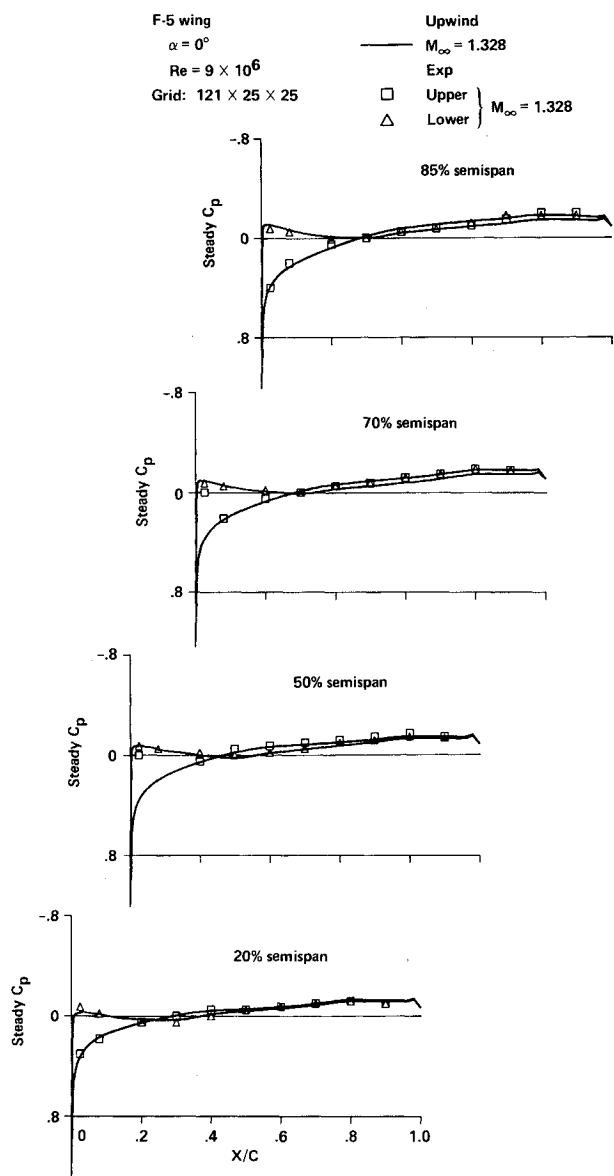 F-5 wing
α = 0°
Re = 9 × 10⁶
Grid: 121 × 25 × 25
Upwind
M∞ = 1.328
Exp
Upper
Lower
M∞ = 1.328
-.8
0
.8
Steady Cp
85% semispan
-.8
0
.8
Steady Cp
70% semispan
-.8
0
.8
Steady Cp
50% semispan
-.8
0
.8
Steady Cp
20% semispan
0 .2 .4 .6 .8 1.0
X/C